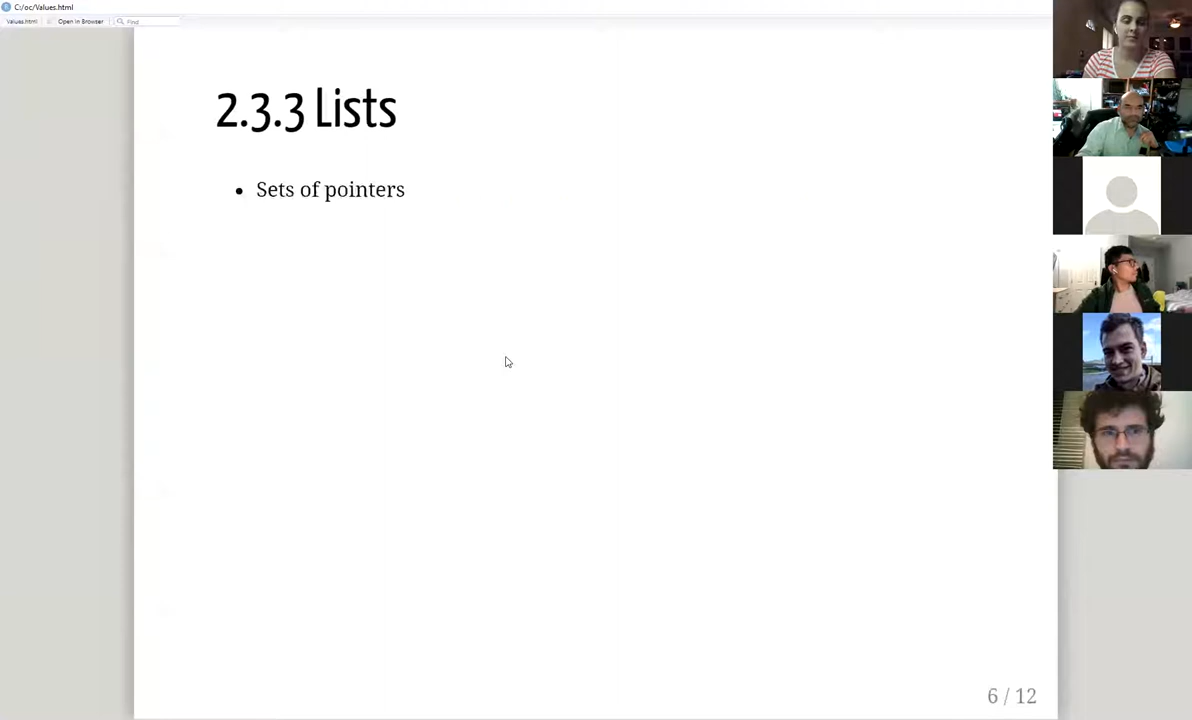 C:/oc/Values.html
Values.html
Open in Browser
Find
2.3.3 Lists
• Sets of pointers
6 / 12